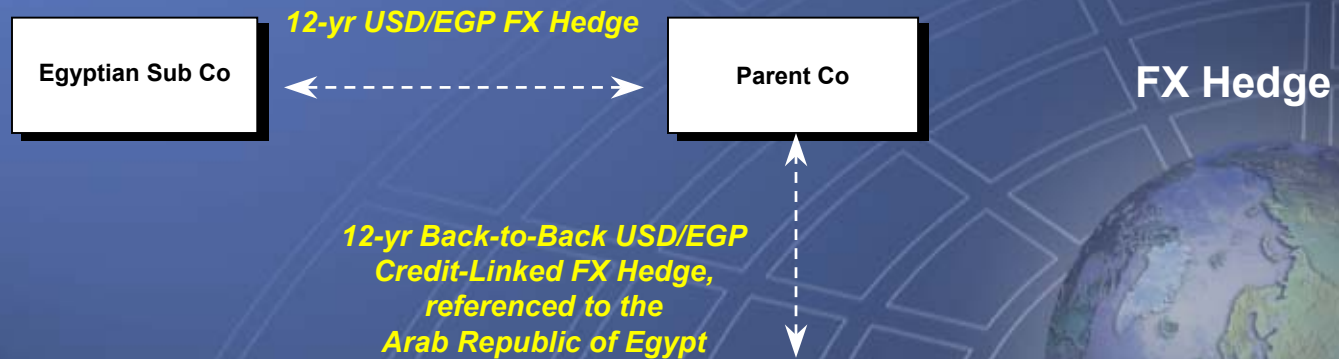 12-yr USD/EGP FX Hedge
Egyptian Sub Co
Parent Co
FX Hedge
12-yr Back-to-Back USD/EGP
Credit-Linked FX Hedge,
referenced to the
Arab Republic of Egypt